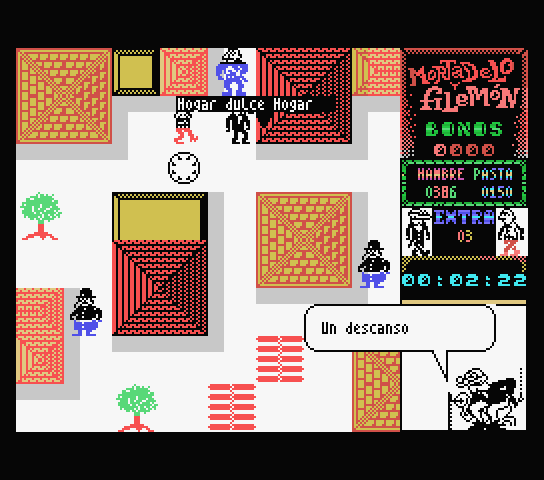 Hogar dulce Hogar
MORTADELO
Y
FILEMÓN
BONOS
0000
HAMBRE PASTA
0386 0150
EXTRA
03
00:02:22
Un descanso